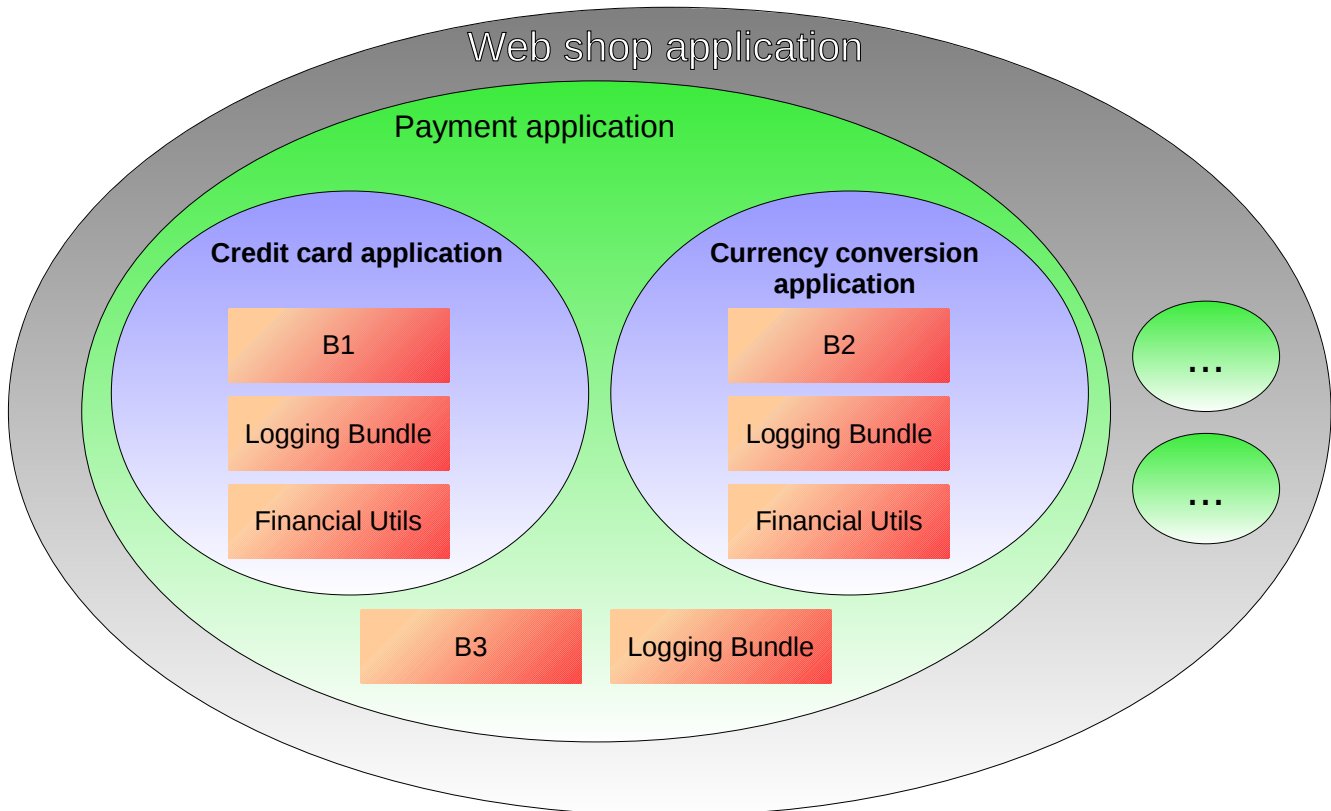 Web shop application
Payment application
Credit card application
B1
Logging Bundle
Financial Utils
Currency conversion
application
B2
Logging Bundle
Financial Utils
B3
Logging Bundle
...
...